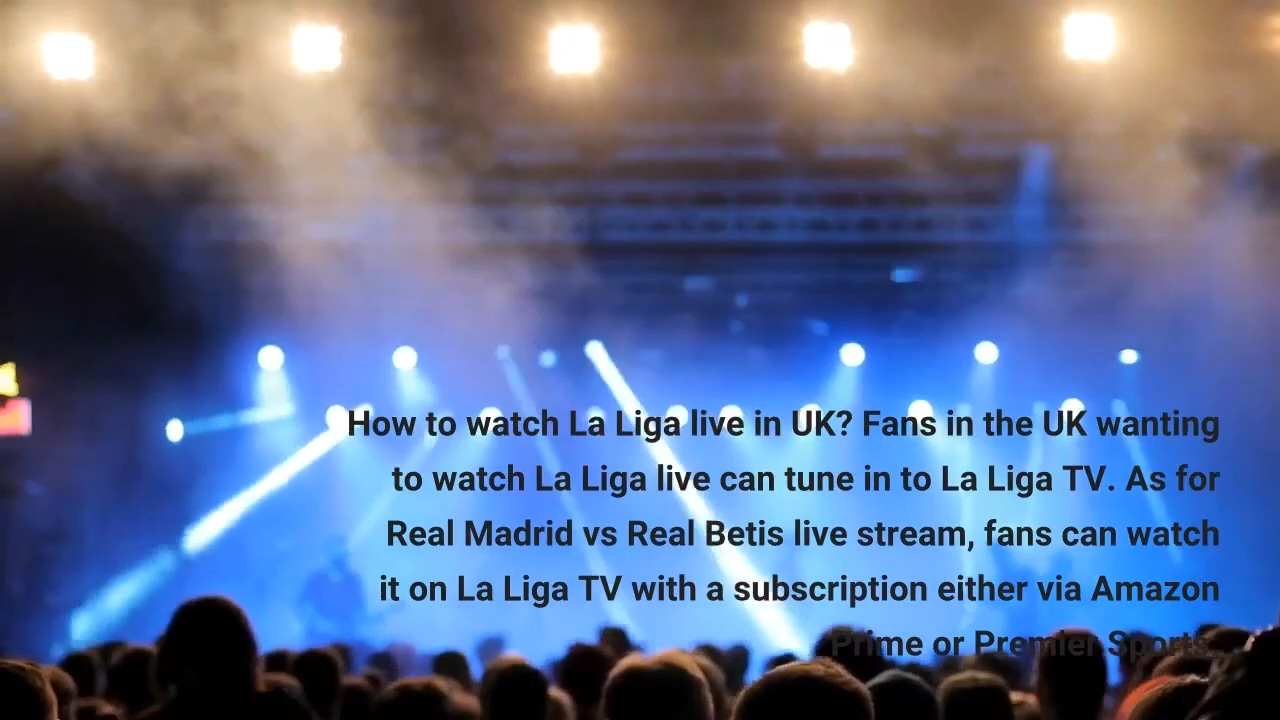 How to watch La Liga live in UK? Fans in the UK wanting
to watch La Liga live can tune in to La Liga TV. As for
Real Madrid vs Real Betis live stream, fans can watch
it on La Liga TV with a subscription either via Amazon
Prime or Premier Sports.